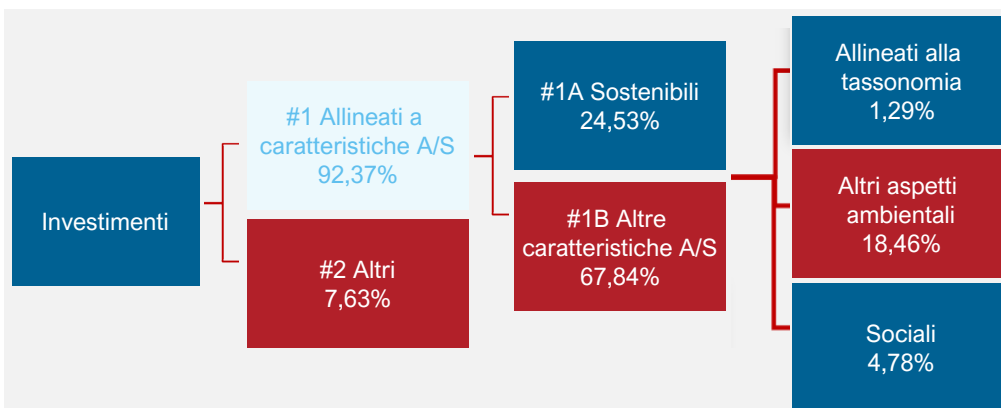 Investimenti
#1 Allineati a
caratteristiche A/S
92,37%
#2 Altri
7,63%
#1A Sostenibili
24,53%
#1B Altre
caratteristiche A/S
67,84%
Allineati alla
tassonomia
1,29%
Altri aspetti
ambientali
18,46%
Sociali
4,78%